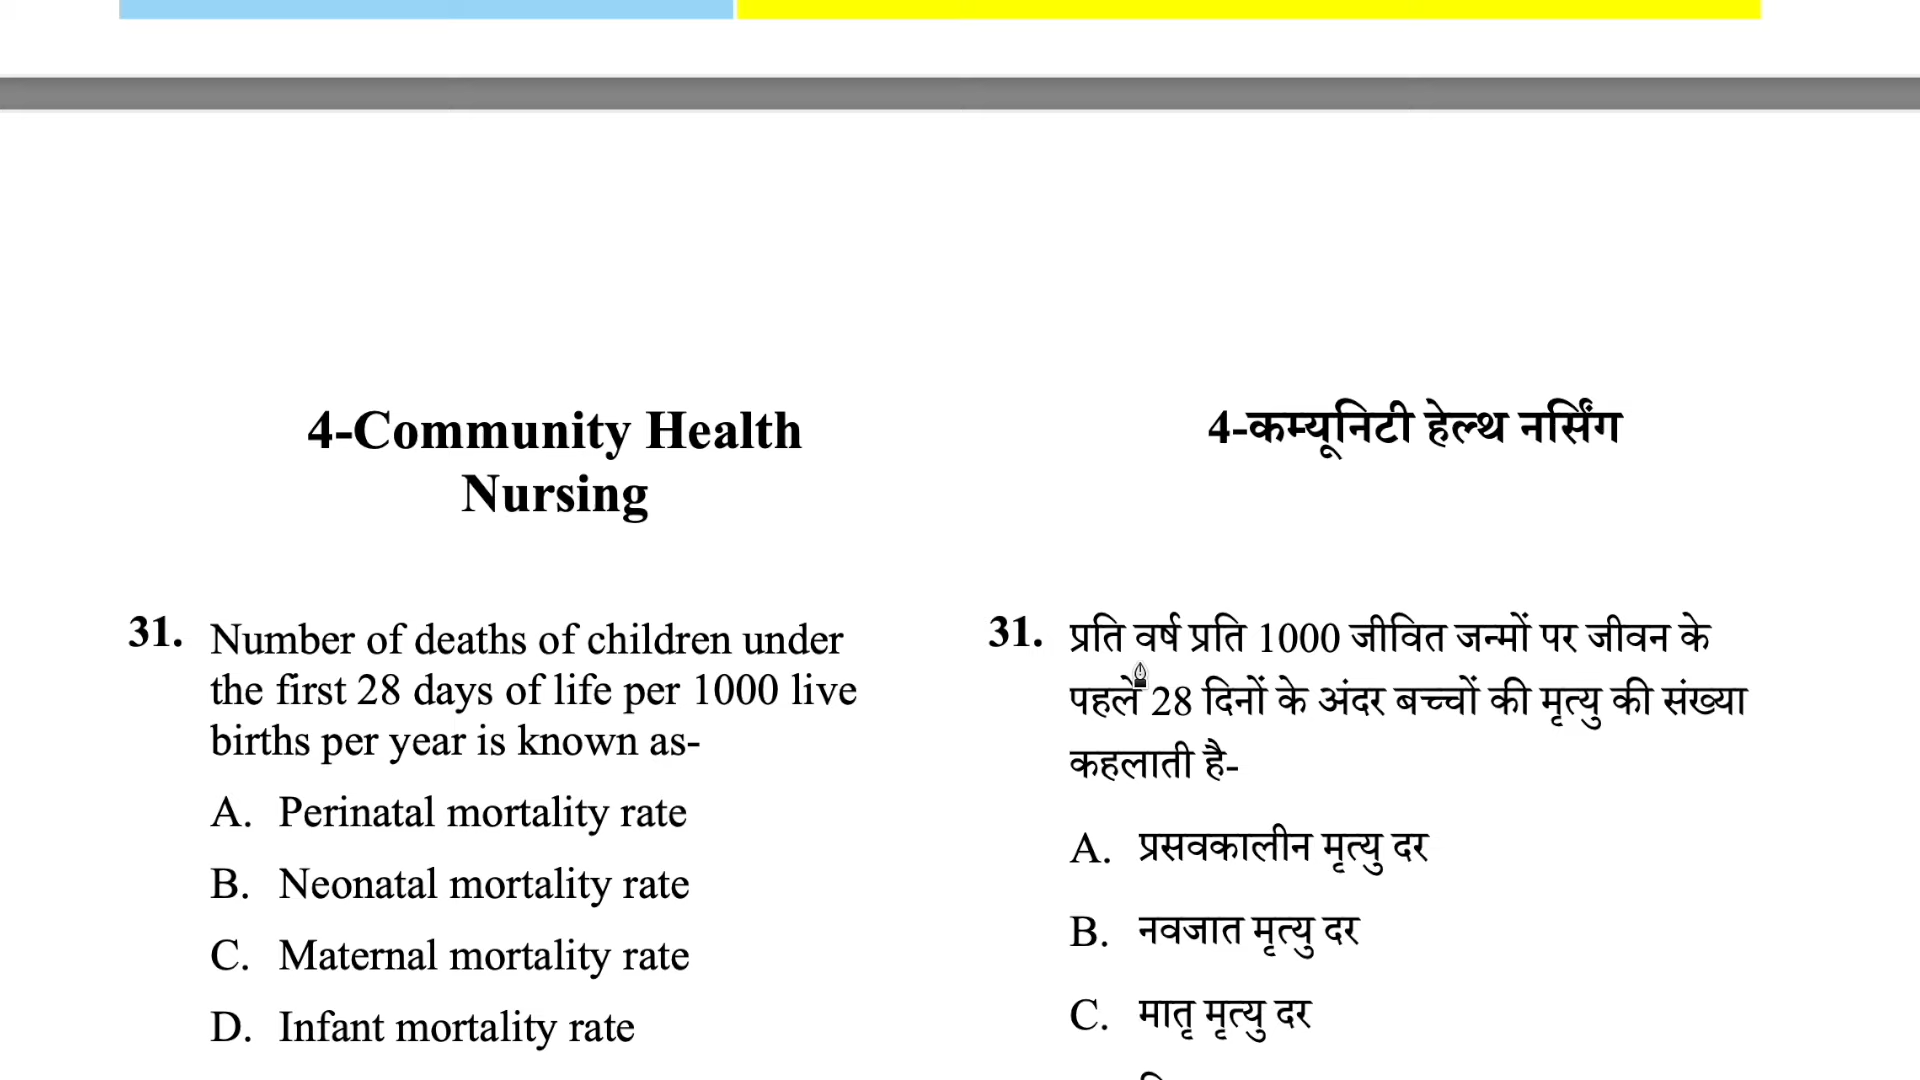 4-Community Health
Nursing
31. Number of deaths of children under
the first 28 days of life per 1000 live
births per year is known as-
A. Perinatal mortality rate
B. Neonatal mortality rate
C. Maternal mortality rate
D. Infant mortality rate
4-कम्यूनिटी हेल्थ नर्सिंग
31. प्रति वर्ष प्रति 1000 जीवित जन्मों पर जीवन के
पहले 28 दिनों के अंदर बच्चों की मृत्यु की संख्या
कहलाती है-
A. प्रसवकालीन मृत्यु दर
B. नवजात मृत्यु दर
C. मातृ मृत्यु दर